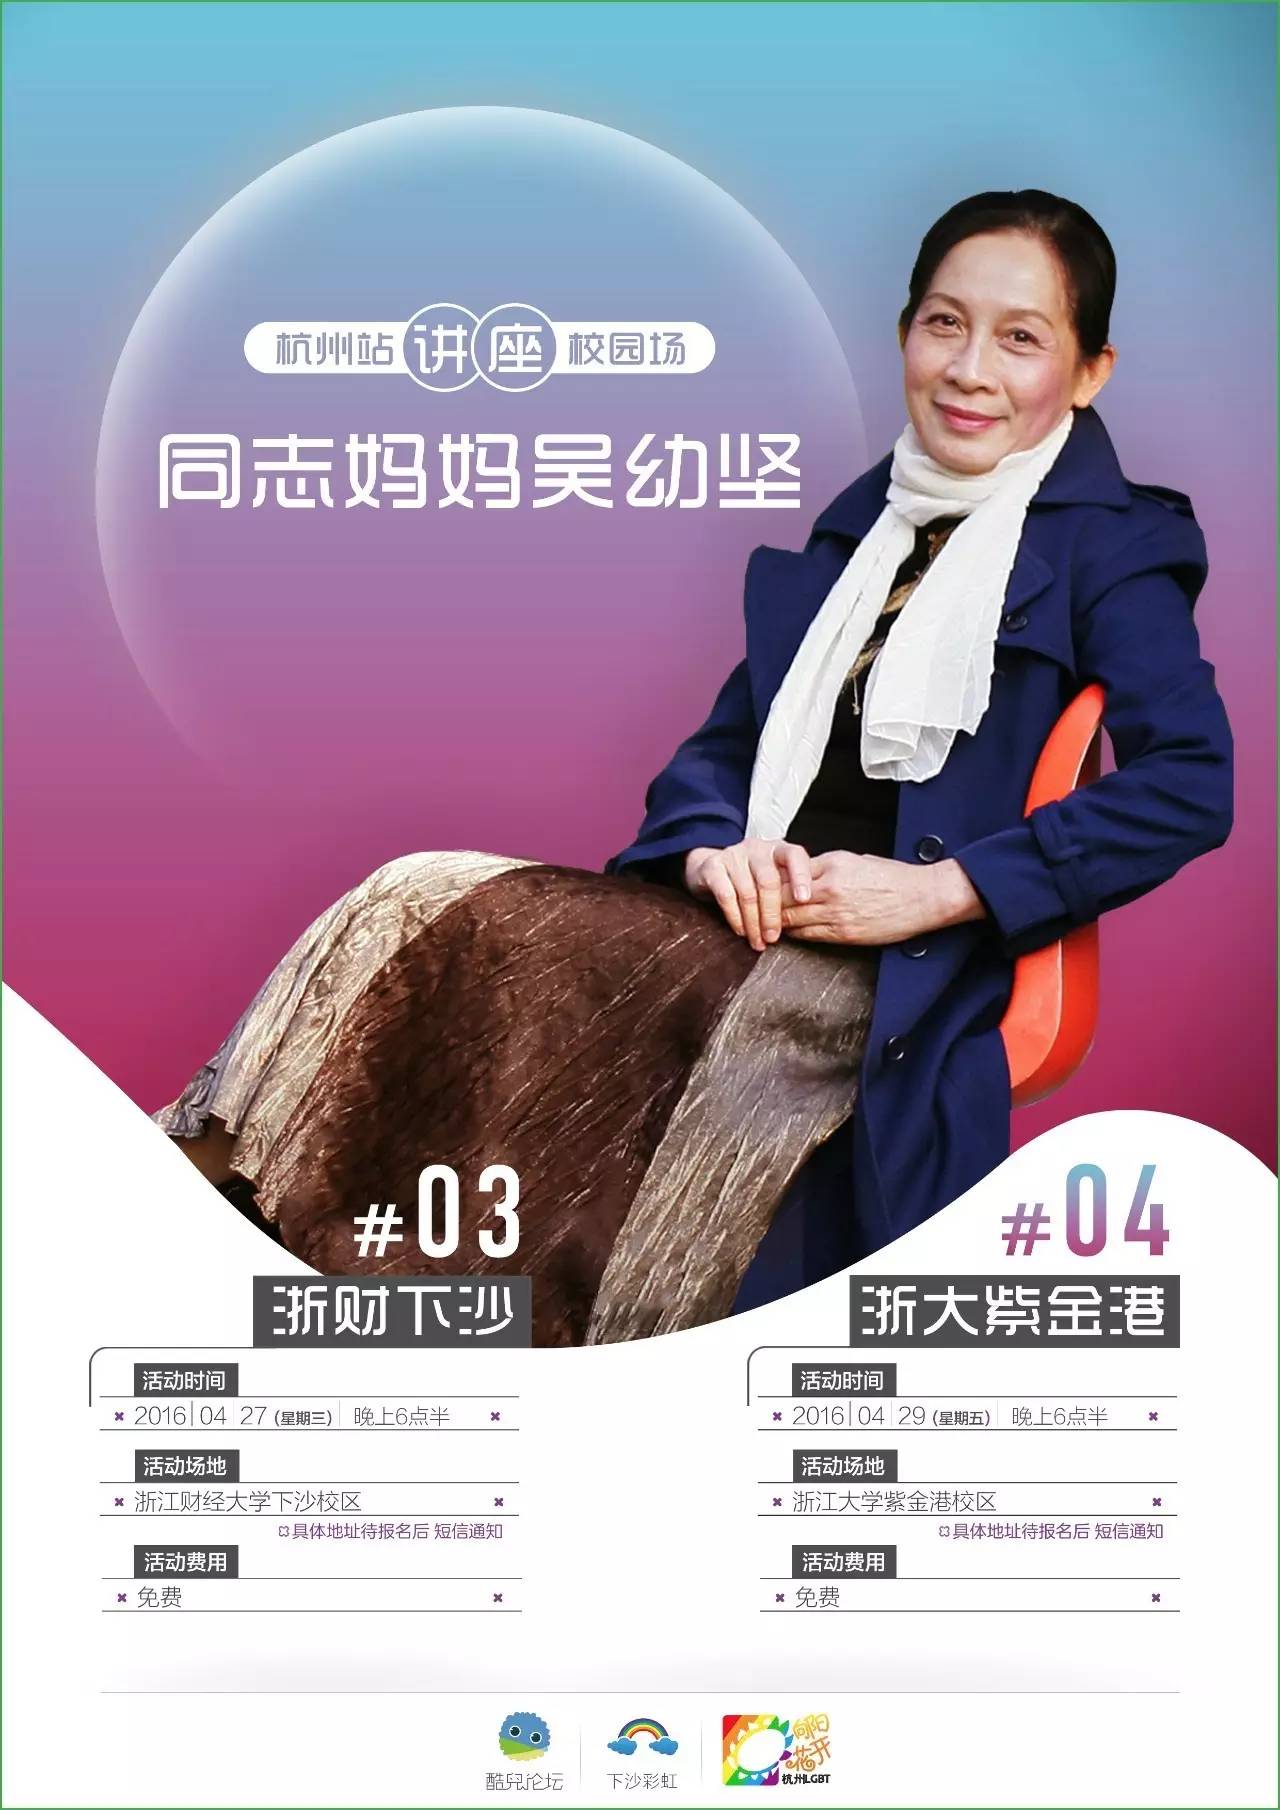 杭州站 讲座 校园场
同志妈妈吴幼坚
#03
浙财下沙
活动时间
2016 | 04 | 27 (星期三) | 晚上6点半
活动场地
浙江财经大学下沙校区
具体地址待报名后 短信通知
活动费用
免费
#04
浙大紫金港
活动时间
2016 | 04 | 29 (星期五) | 晚上6点半
活动场地
浙江大学紫金港校区
具体地址待报名后 短信通知
活动费用
免费
酷兒论坛
下沙彩虹
向阳花开
杭州LGBT